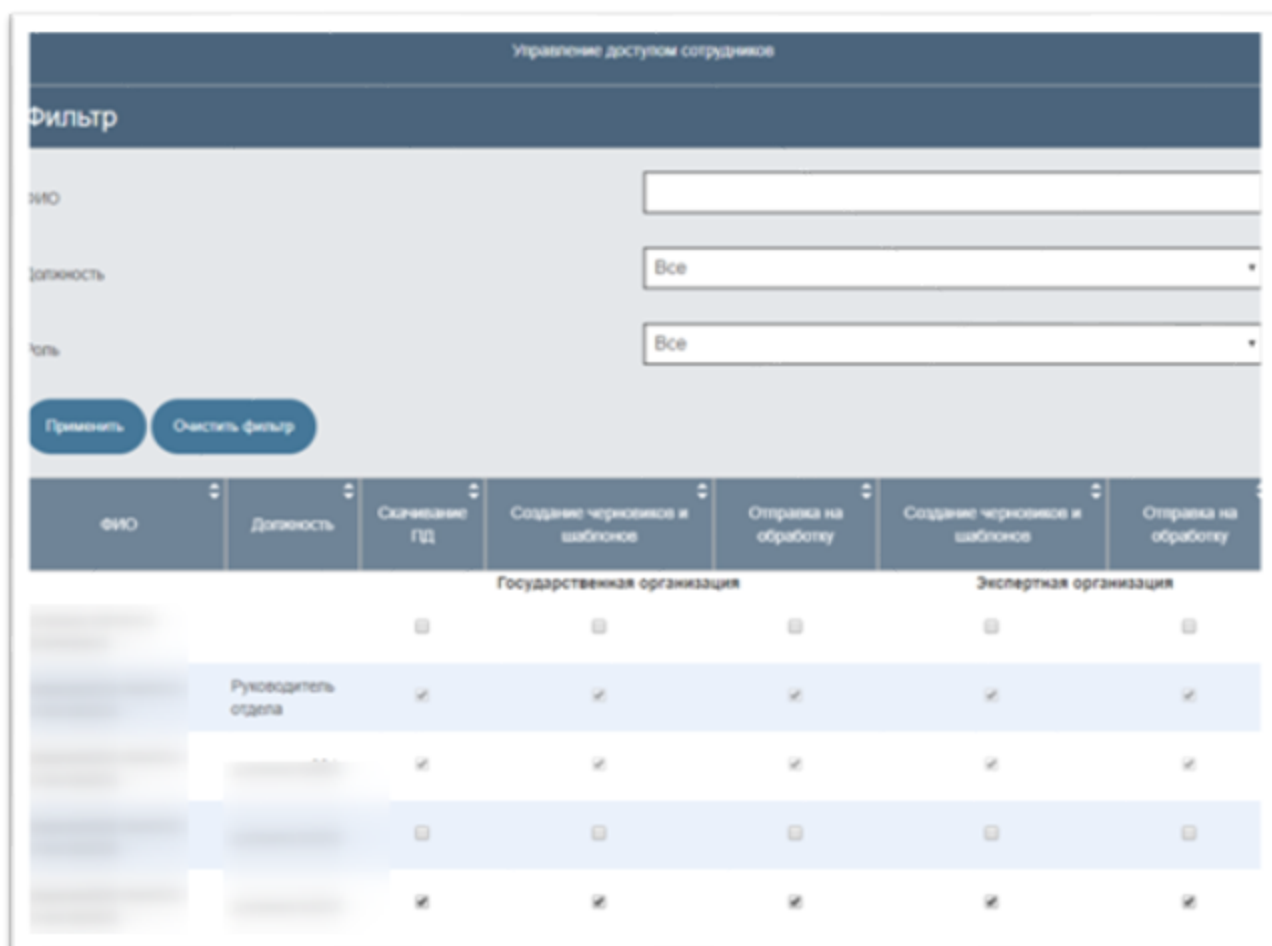 Управление доступом сотрудников
Фильтр
ФИО
Должность
Все
Роль
Все
Применить
Очистить фильтр
ФИО
Должность
Скачивание
ПД
Создание черновиков и
шаблонов
Отправка на
обработку
Создание черновиков и
шаблонов
Отправка на
обработку
Государственная организация
Экспертная организация
Руководитель
отдела